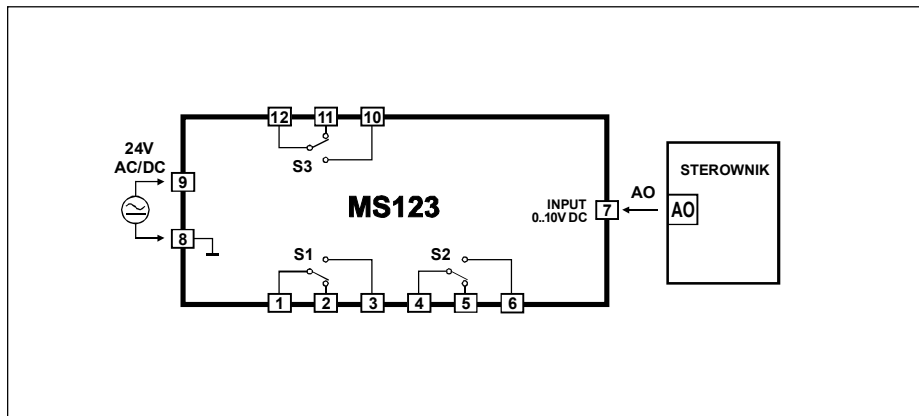 12 11 10
24V
AC/DC
S3
9
STEROWNIK
MS123
INPUT
0..10V DC
7
AO
AO
8
S1
S2
1 2 3 4 5 6